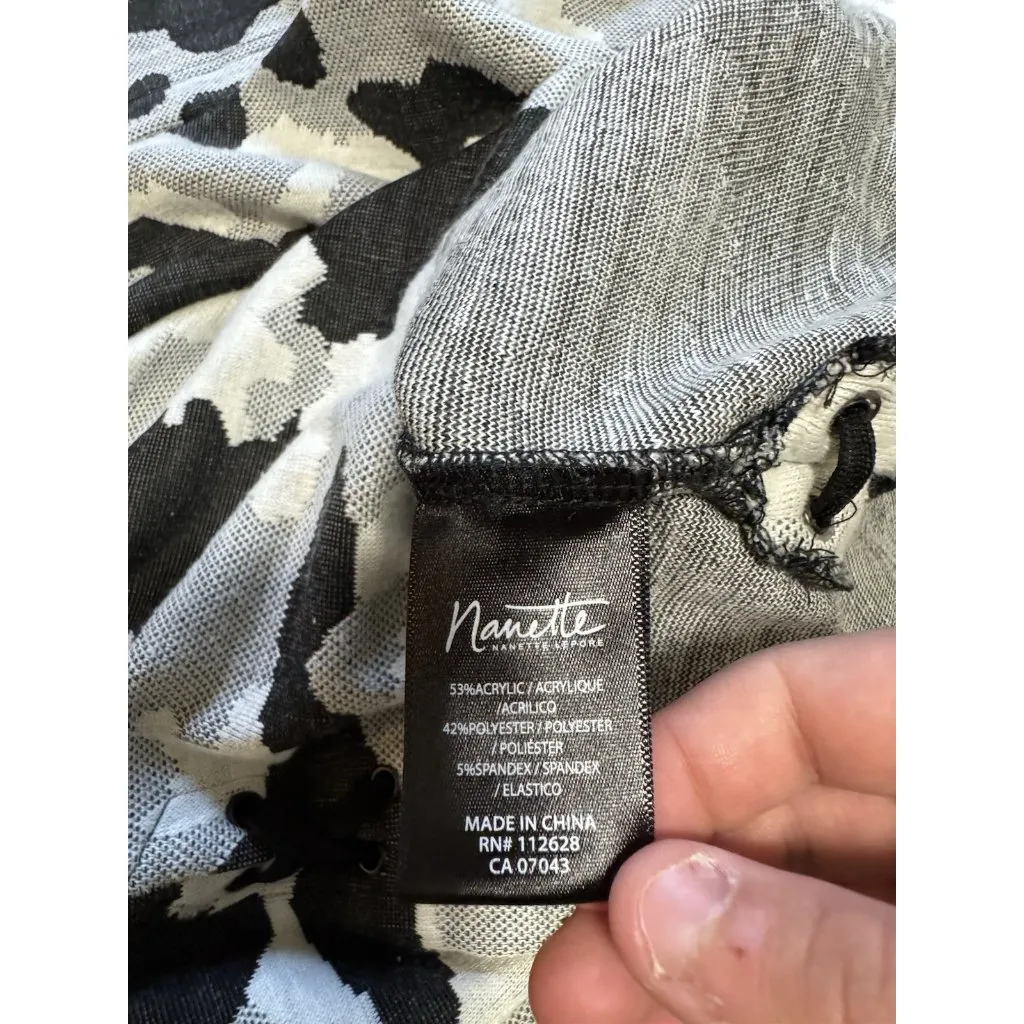 Nanette
NANETTE LEPORE
53%ACRYLIC / ACRYLIQUE
/ACRILICO
42%POLYESTER / POLYESTER
/ POLIÉSTER
5%SPANDEX / SPANDEX
/ ELASTICO
MADE IN CHINA
RN# 112628
CA 07043